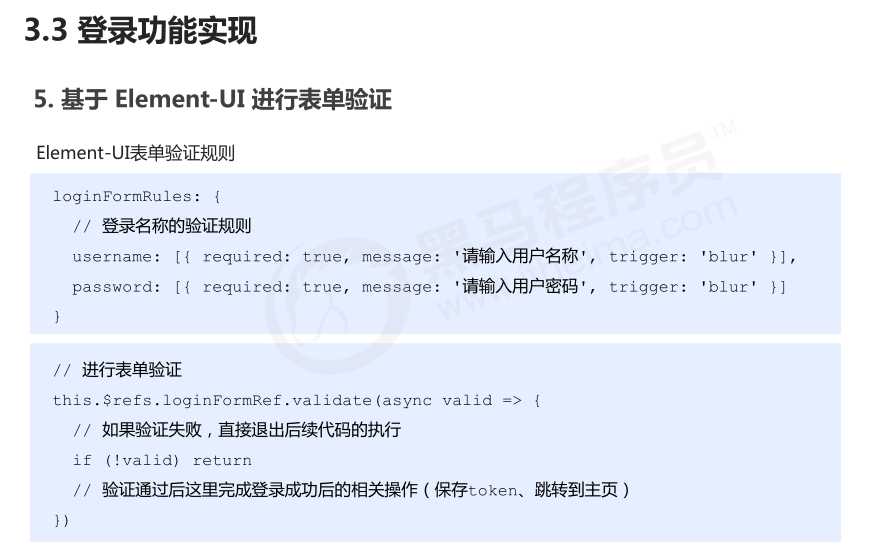 3.3 登录功能实现
5. 基于 Element-UI 进行表单验证
Element-UI表单验证规则
loginFormRules: {
// 登录名称的验证规则
username: [{ required: true, message: '请输入用户名称', trigger: 'blur' }],
password: [{ required: true, message: '请输入用户密码', trigger: 'blur' }]
}
// 进行表单验证
this.$refs.loginFormRef.validate(async valid => {
// 如果验证失败，直接退出后续代码的执行
if (!valid) return
// 验证通过后这里完成登录成功后的相关操作（保存token、跳转到主页）
})
黑马程序员™